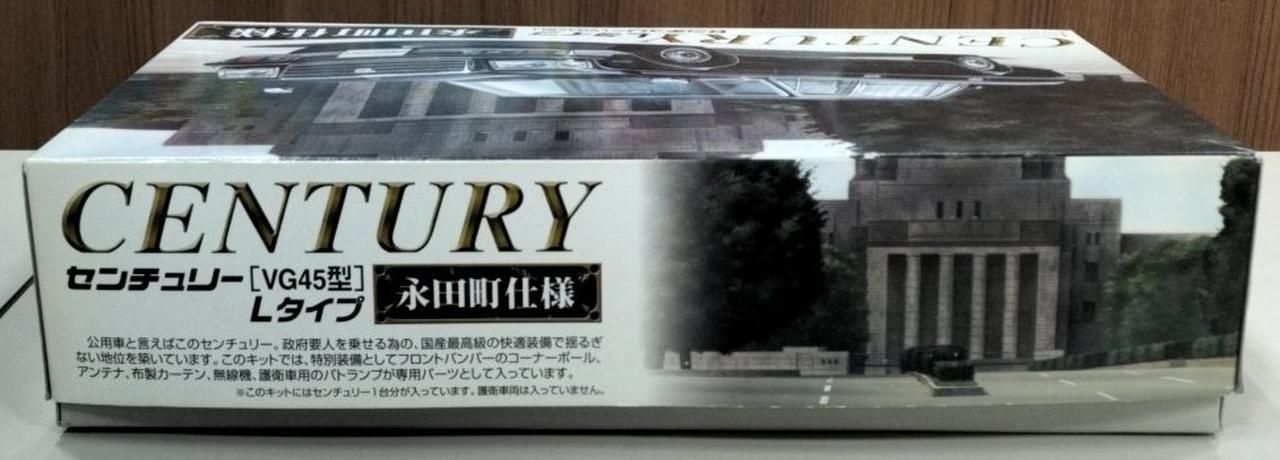 永田町仕様
CENTURY
CENTURY
センチュリー[VG45型]
Lタイプ
永田町仕様
公用車と言えばこのセンチュリー。政府要人を乗せる為の、国産最高級の快適装備で揺るぎ
ない地位を築いています。このキットでは、特別装備としてフロントバンパーのコーナーポール、
アンテナ、布製カーテン、無線機、護衛車用のパトランプが専用パーツとして入っています。
※このキットにはセンチュリー1台分が入っています。護衛車両は入っていません。